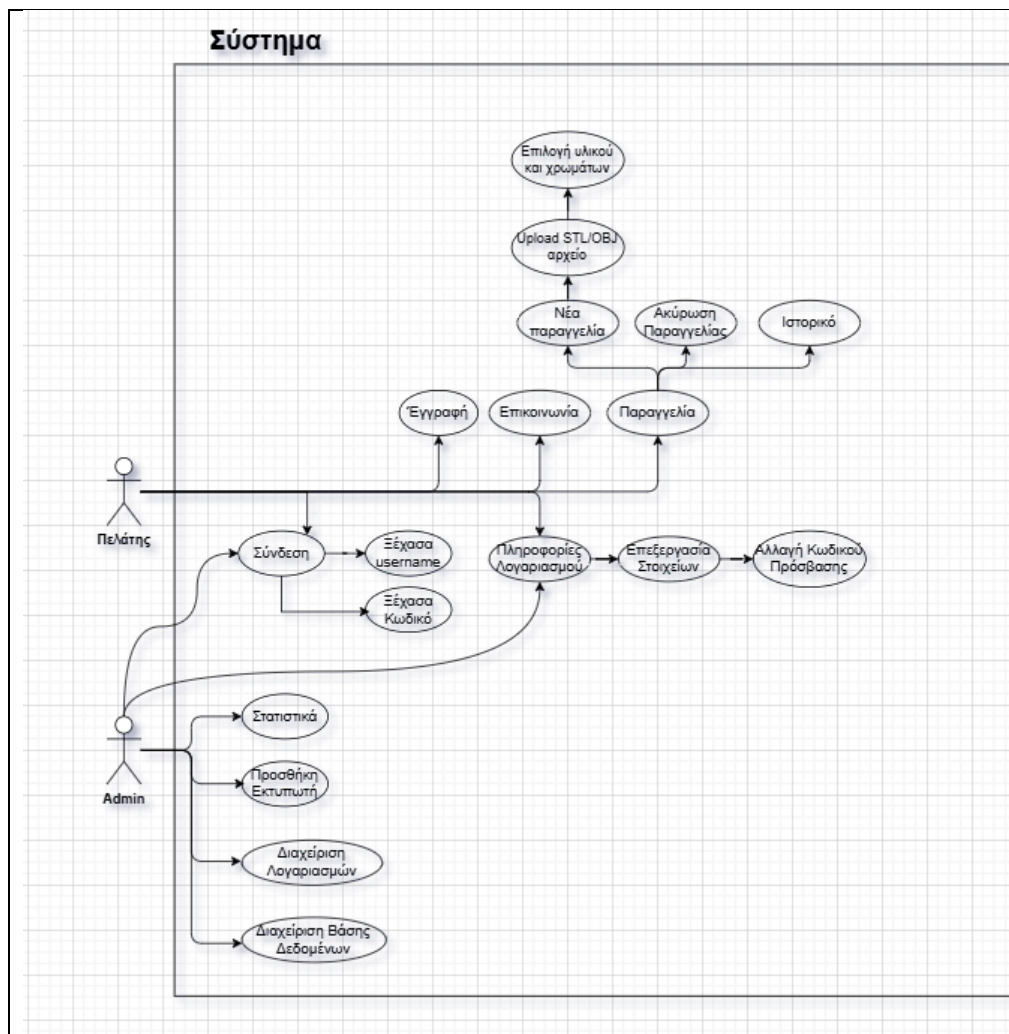 Σύστημα
Επιλογή υλικού
και χρωμάτων
Upload STL/OBJ
αρχείο
Νέα
παραγγελία
Ακύρωση
Παραγγελίας
Ιστορικό
Έγγραφή
Επικοινωνία
Παραγγελία
Πελάτης
Σύνδεση
Ξέχασα
username
Ξέχασα
Κωδικό
Πληροφορίες
Λογαριασμού
Επεξεργασία
Στοιχείων
Αλλαγή Κωδικού
Πρόσβασης
Στατιστικά
Admin
Προσθήκη
Εκτυπωτή
Διαχείριση
Λογαριασμών
Διαχείριση Βάσης
Δεδομένων